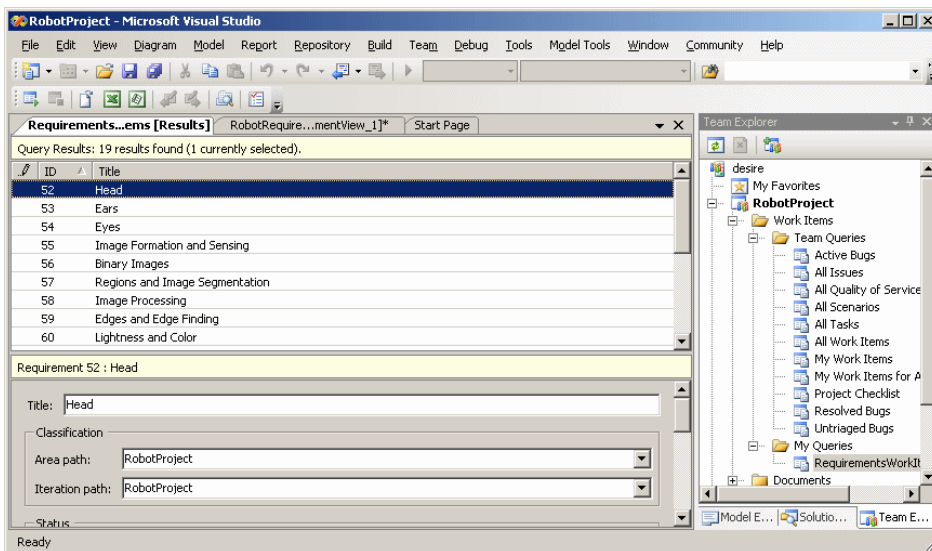 RobotProject - Microsoft Visual Studio
File Edit View Diagram Model Report Repository Build Team Debug Tools Model Tools Window Community Help
Requirements...ems [Results] RobotRequire...mentView_1]* Start Page
Query Results: 19 results found (1 currently selected).
ID Title
52 Head
53 Ears
54 Eyes
55 Image Formation and Sensing
56 Binary Images
57 Regions and Image Segmentation
58 Image Processing
59 Edges and Edge Finding
60 Lightness and Color
Requirement 52 : Head
Title: Head
Classification
Area path: RobotProject
Iteration path: RobotProject
Status
Team Explorer
desire
My Favorites
RobotProject
Work Items
Team Queries
Active Bugs
All Issues
All Quality of Service
All Scenarios
All Tasks
All Work Items
My Work Items
My Work Items for A
Project Checklist
Resolved Bugs
Untriaged Bugs
My Queries
RequirementsWorkIt
Documents
Model E... Solutio... Team E...
Ready